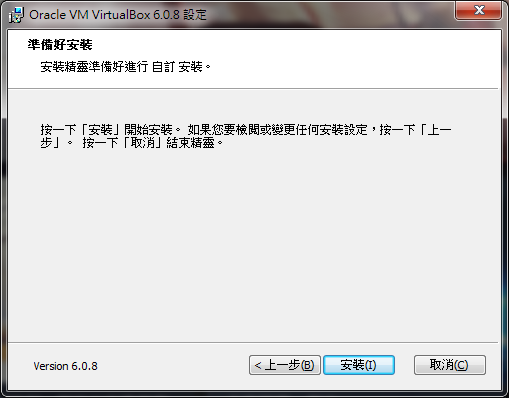 Oracle VM VirtualBox 6.0.8 設定
準備好安裝
安裝精靈準備好進行 自訂 安裝。
按一下「安裝」開始安裝。 如果您要檢閱或變更任何安裝設定，按一下「上一
步」。 按一下「取消」結束精靈。
Version 6.0.8
< 上一步(B)
安裝(I)
取消(C)